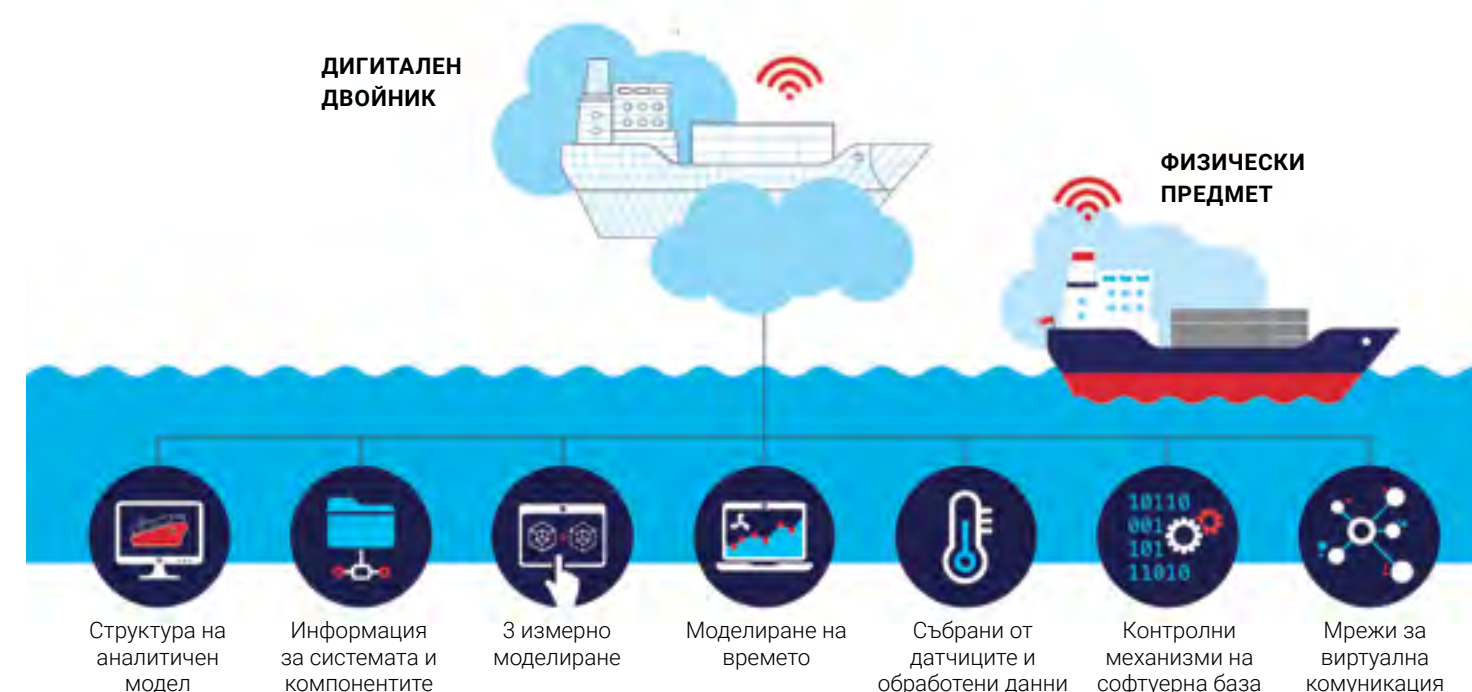 ДИГИТАЛЕН
ДВОЙНИК
ФИЗИЧЕСКИ
ПРЕДМЕТ
10110
001
101
11010
Структура на
аналитичен
модел
Информация
за системата и
компонентите
3 измерно
моделиране
Моделиране на
времето
Събрани от
датчиците и
обработени данни
Контролни
механизми на
софтуерна база
Мрежи за
виртуална
комуникация